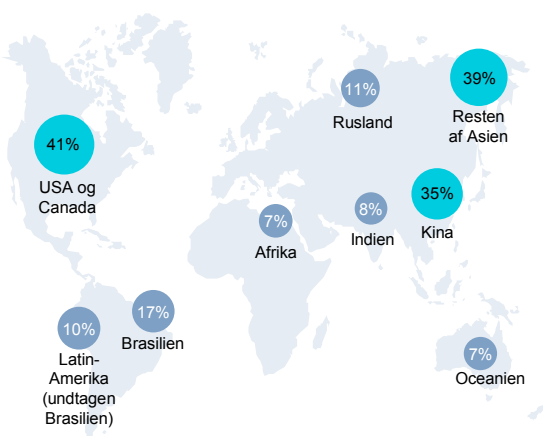 39%
Resten
af Asien
11%
Rusland
41%
USA og
Canada
35%
Kina
8%
Indien
7%
Afrika
17%
Brasilien
10%
Latin-
Amerika
(undtagen
Brasilien)
7%
Oceanien